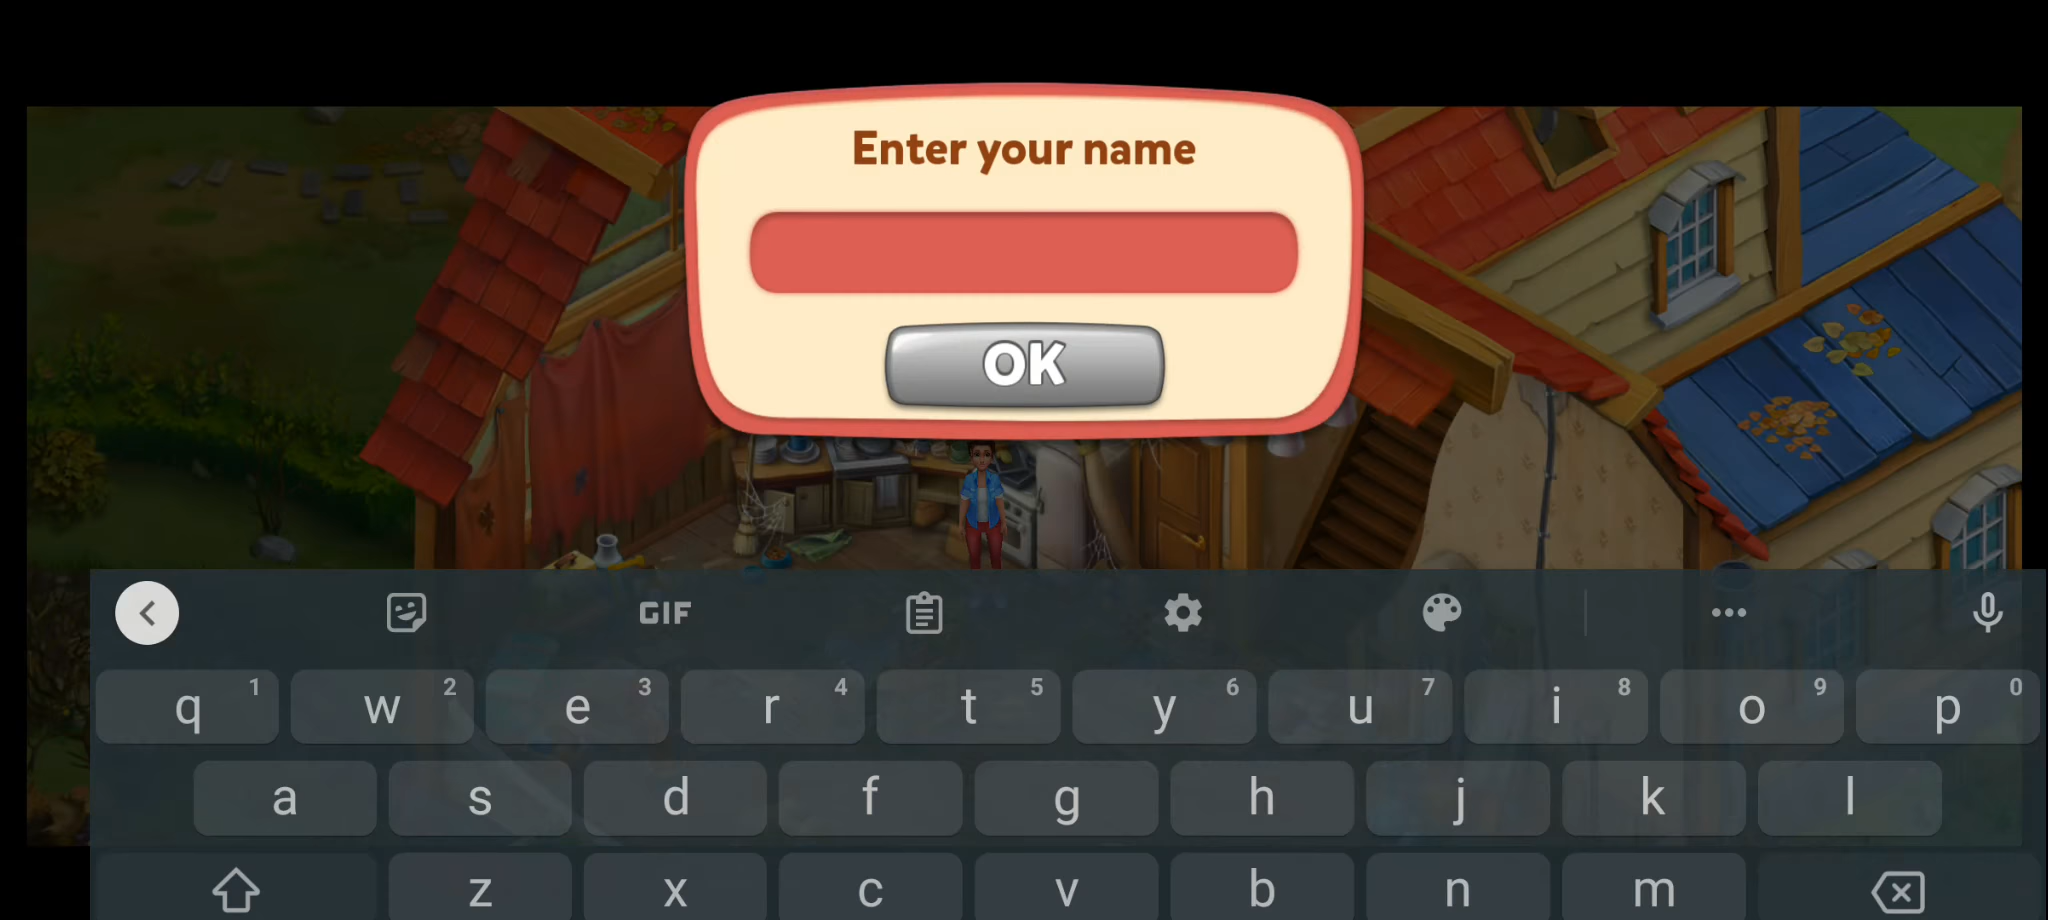 Enter your name
OK
GIF
q 1 w 2 e 3 r 4 t 5 y 6 u 7 i 8 o 9 p 0
a s d f g h j k l
z x c v b n m